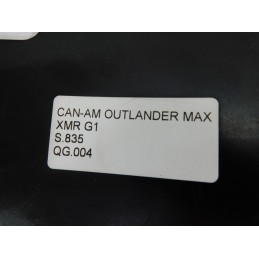 CAN-AM OUTLANDER MAX
XMR G1
S.835
QG.004